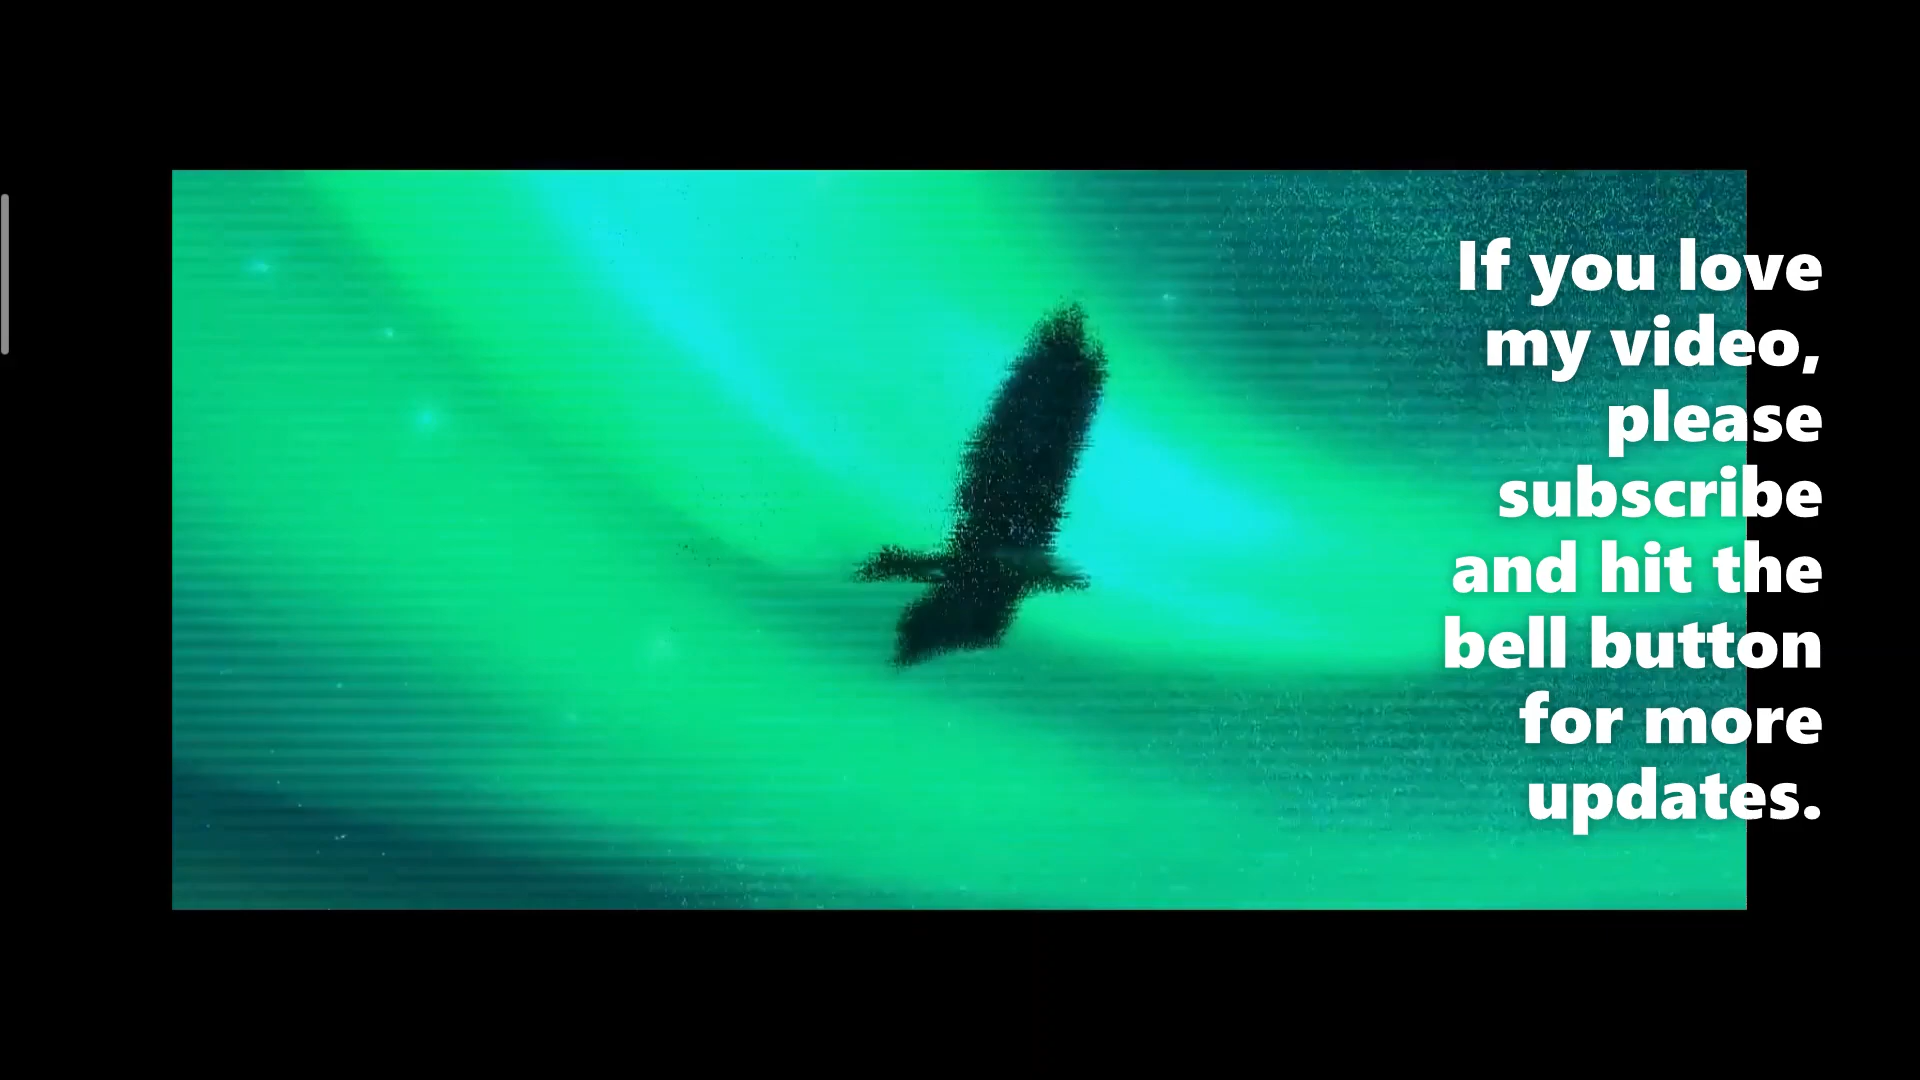 If you love
my video,
please
subscribe
and hit the
bell button
for more
updates.